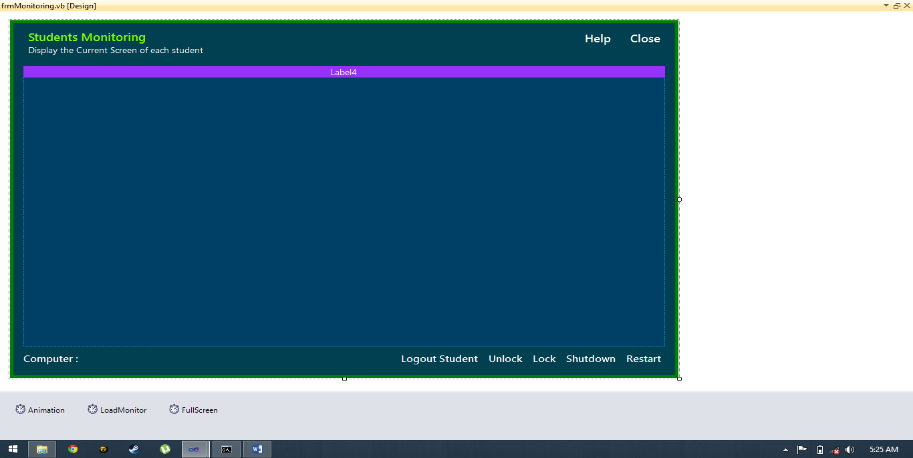 frmMonitoring.vb [Design]
Students Monitoring
Display the Current Screen of each student
Help Close
Label4
Computer :
Logout Student Unlock Lock Shutdown Restart
Animation LoadMonitor FullScreen
5:25 AM